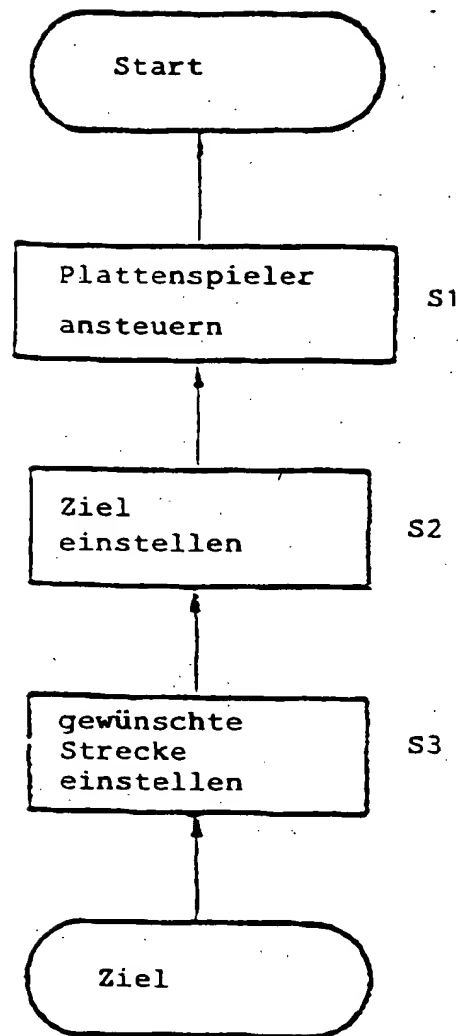 Start
Plattenspieler
ansteuern
S1
Ziel
einstellen
S2
gewünschte
Strecke
einstellen
S3
Ziel